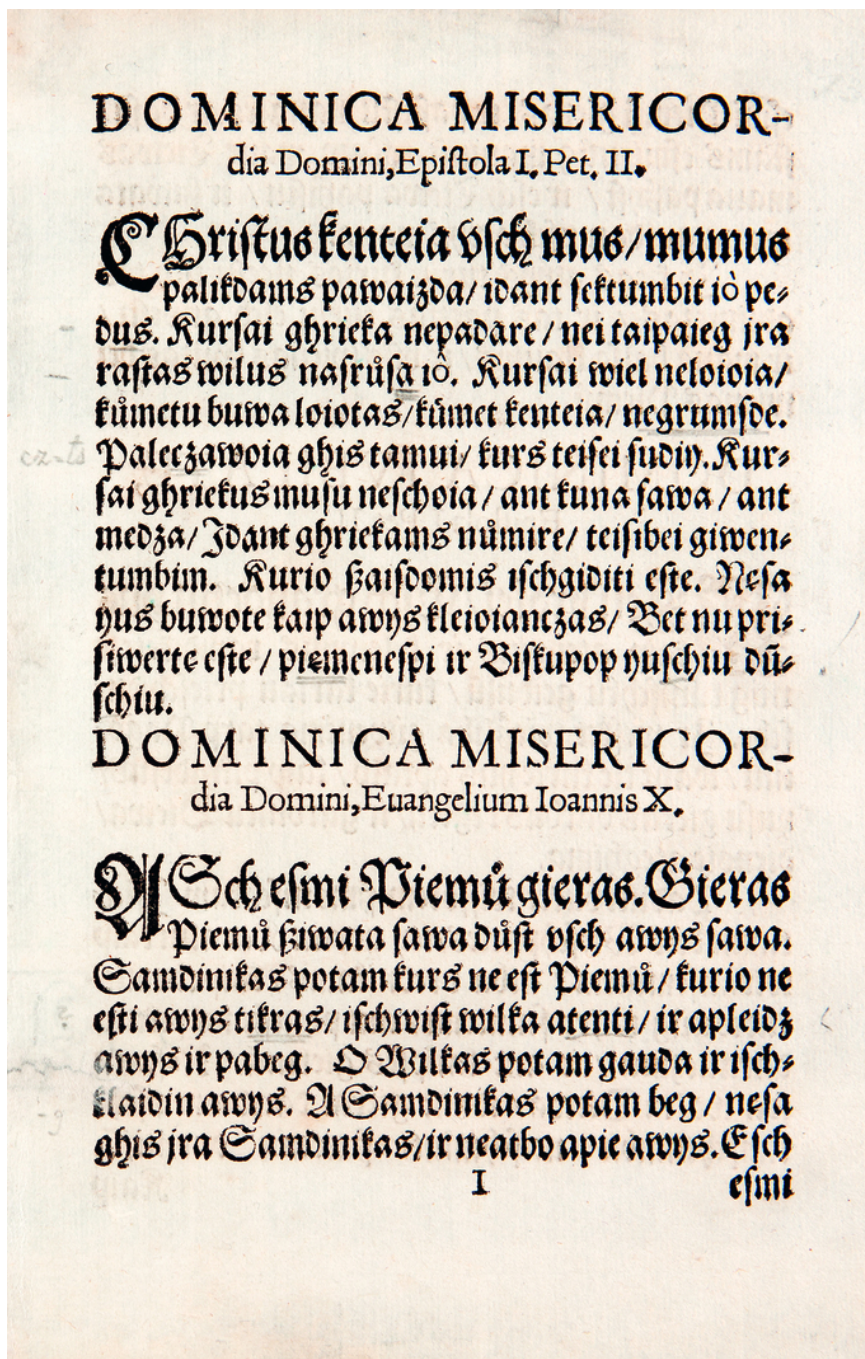 DOMINICA MISERICOR-
dia Domini, Epistola I. Pet. II.
CHristus kenteia vsch mus/mumus
palikdams pawaizda/ idant sektumbit iò pe-
dus. Kursai ghrieka nepadare/ nei taipaieg jra
rastas wilus nasrůsa iò. Kursai wiel neloioia/
kůmetu buwa loiotas/ kůmet kenteia/ negrumsde.
Paleczawoia ghis tamui/ kurs teisei sudiy. Kur-
sai ghriekus musu neschoia/ ant kuna sawa/ ant
medza/ Idant ghriekams nůmire/ teisibei giwen-
tumbim. Kurio ßaisdomis ischgiditi este. Nesa
yus buwote kaip awys kleioianczas/ Bet nu pri-
siwerte este/ piemenespi ir Biskupop yuschiu dů-
schiu.
DOMINICA MISERICOR-
dia Domini, Euangelium Ioannis X.
ASch esmi Piemů gieras. Gieras
Piemů ßiwata sawa důst vsch awys sawa.
Samdinikas potam kurs ne est Piemů/ kurio ne
esti awys tikras/ ischwist wilka atenti/ ir apleidz
awys ir pabeg. O Wilkas potam gauda ir isch-
klaidin awys. A Samdinikas potam beg/ nesa
ghis jra Samdinikas/ ir neatbo apie awys. Esch
I esmi